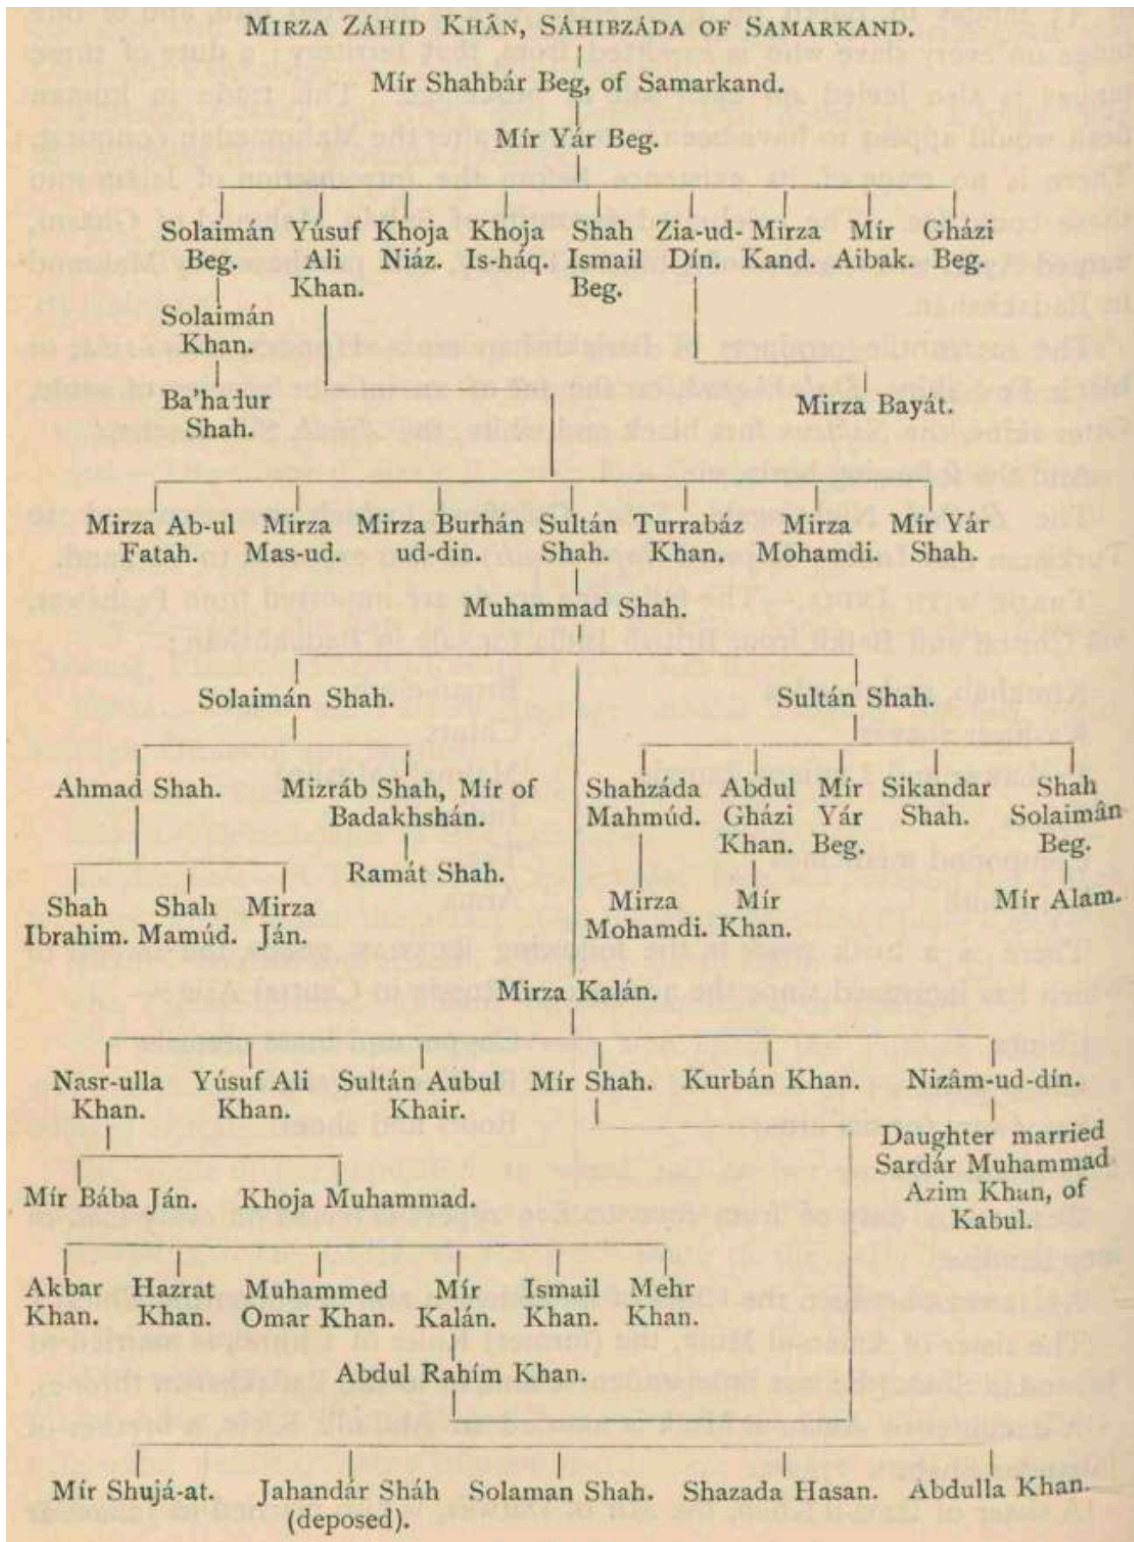 MIRZA ZÁHID KHÂN, SÁHIBZÁDA OF SAMARKAND.
Mír Shahbár Beg, of Samarkand.
Mír Yár Beg.
Solaimán Yúsuf Khoja Khoja Shah Zia-ud- Mirza Mír Gházi
Beg. Ali Niáz. Is-háq. Ismail Dín. Kand. Aibak. Beg.
Khan. Beg.
Solaimán
Khan.
Ba'hadur
Shah.
Mirza Bayát.
Mirza Ab-ul Mirza Mirza Burhán Sultán Turrabáz Mirza Mír Yár
Fatah. Mas-ud. ud-din. Shah. Khan. Mohamdi. Shah.
Muhammad Shah.
Solaimán Shah. Sultán Shah.
Ahmad Shah. Mizráb Shah, Mír of Shahzáda Abdul Mír Sikandar Shah
Badakhshán. Mahmúd. Gházi Yár Shah. Solaimân
Khan. Beg. Beg.
Ramát Shah.
Shah Shah Mirza Mirza Mír Mír Alam.
Ibrahim. Mamúd. Ján. Mohamdi. Khan.
Mirza Kalán.
Nasr-ulla Yúsuf Ali Sultán Aubul Mír Shah. Kurbán Khan. Nizâm-ud-dín.
Khan. Khan. Khair.
Daughter married
Sardár Muhammad
Azim Khan, of
Kabul.
Mír Bába Ján. Khoja Muhammad.
Akbar Hazrat Muhammed Mír Ismail Mehr
Khan. Khan. Omar Khan. Kalán. Khan. Khan.
Abdul Rahím Khan.
Mír Shujá-at. Jahandár Sháh Solaman Shah. Shazada Hasan. Abdulla Khan.
(deposed).